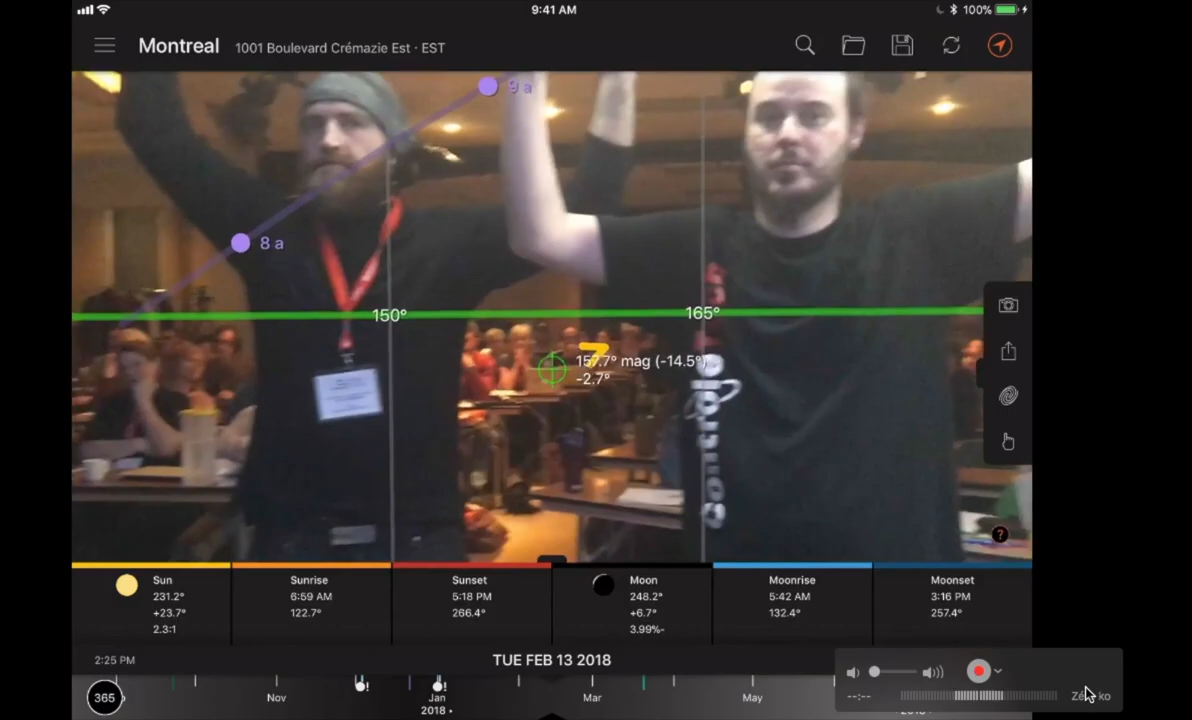 9:41 AM
100%
Montreal
1001 Boulevard Crémazie Est · EST
9 a
8 a
150°
165°
157.7° mag (-14.5°)
-2.7°
?
Sun
231.2°
+23.7°
2.3:1
Sunrise
6:59 AM
122.7°
Sunset
5:18 PM
266.4°
Moon
248.2°
+6.7°
3.99%-
Moonrise
5:42 AM
132.4°
Moonset
3:16 PM
257.4°
2:25 PM
TUE FEB 13 2018
365
Nov
Jan
2018
Mar
May
--:--